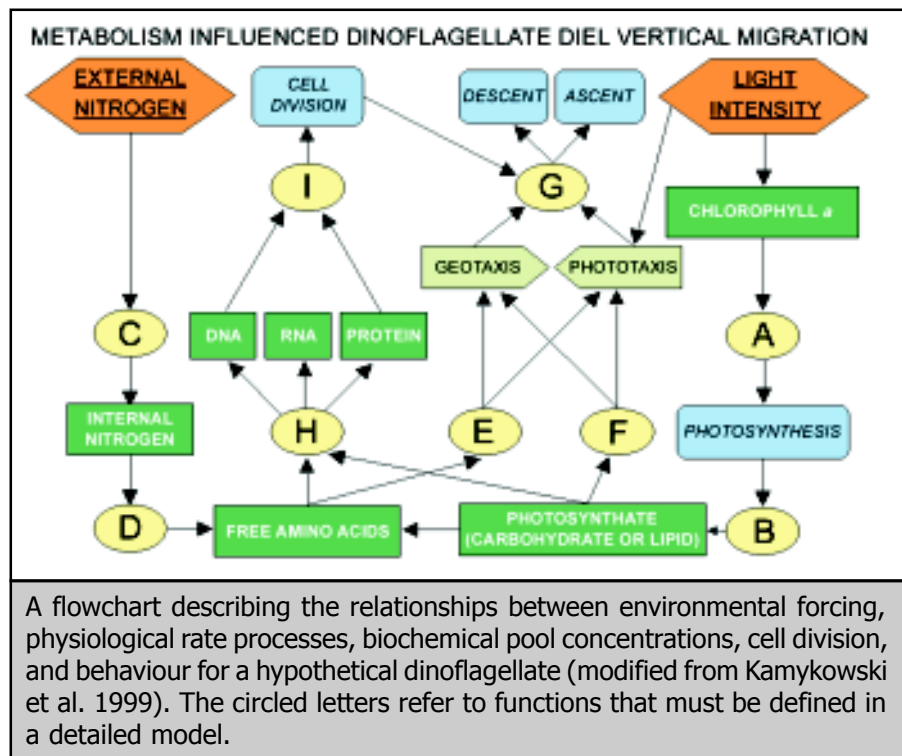 METABOLISM INFLUENCED DINOFLAGELLATE DIEL VERTICAL MIGRATION
EXTERNAL
NITROGEN
CELL
DIVISION
DESCENT
ASCENT
LIGHT
INTENSITY
I
G
CHLOROPHYLL a
GEOTAXIS
PHOTOTAXIS
C
DNA
RNA
PROTEIN
A
INTERNAL
NITROGEN
H
E
F
PHOTOSYNTHESIS
D
FREE AMINO ACIDS
PHOTOSYNTHATE
(CARBOHYDRATE OR LIPID)
B
A flowchart describing the relationships between environmental forcing,
physiological rate processes, biochemical pool concentrations, cell division,
and behaviour for a hypothetical dinoflagellate (modified from Kamykowski
et al. 1999). The circled letters refer to functions that must be defined in
a detailed model.